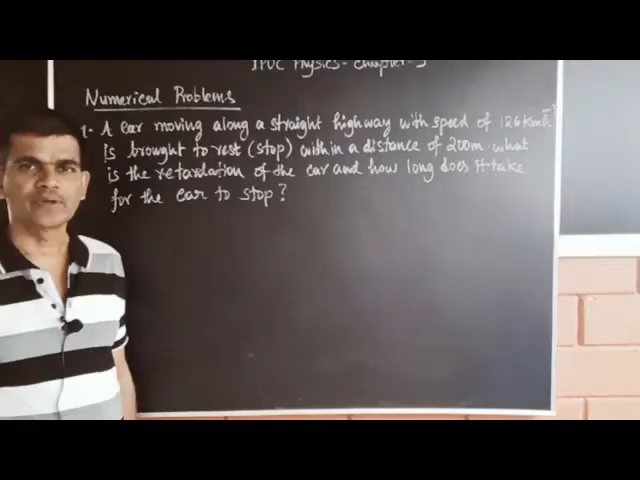 IPUC Physics - Chapter - 3
Numerical Problems
1. A car moving along a straight highway with speed of 126 kmh⁻¹
is brought to rest (stop) within a distance of 200m. what
is the retardation of the car and how long does it take
for the car to stop?